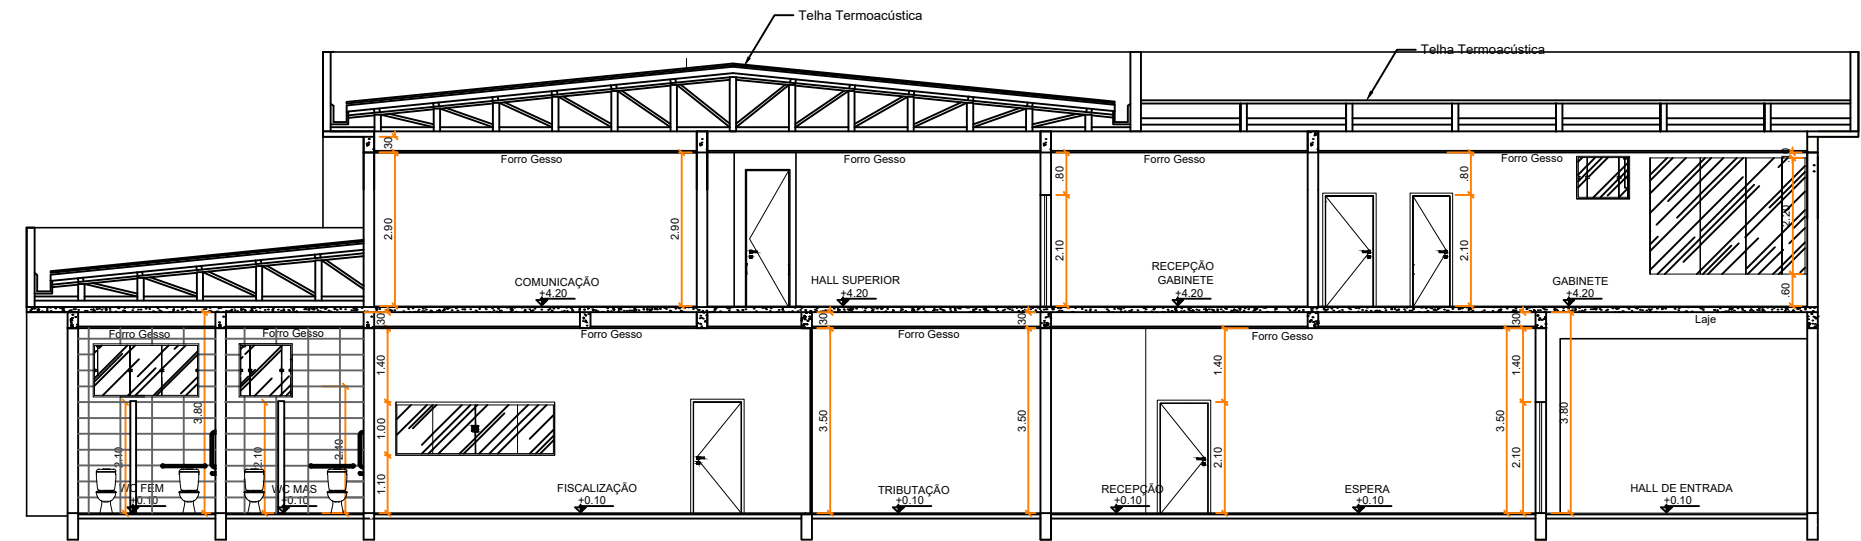 Telha Termoacústica
Telha Termoacústica
.30
Forro Gesso
Forro Gesso
Forro Gesso
Forro Gesso
2.90
2.90
.80
2.10
.80
2.10
2.20
.60
COMUNICAÇÃO
+4.20
HALL SUPERIOR
+4.20
RECEPÇÃO
GABINETE
+4.20
GABINETE
+4.20
.30
.30
.30
.30
Laje
Forro Gesso
Forro Gesso
Forro Gesso
Forro Gesso
Forro Gesso
3.80
2.10
2.10
2.40
1.40
1.00
1.10
3.50
3.50
1.40
2.10
3.50
1.40
2.10
3.80
WC FEM
+0.10
WC MAS
+0.10
FISCALIZAÇÃO
+0.10
TRIBUTAÇÃO
+0.10
RECEPÇÃO
+0.10
ESPERA
+0.10
HALL DE ENTRADA
+0.10